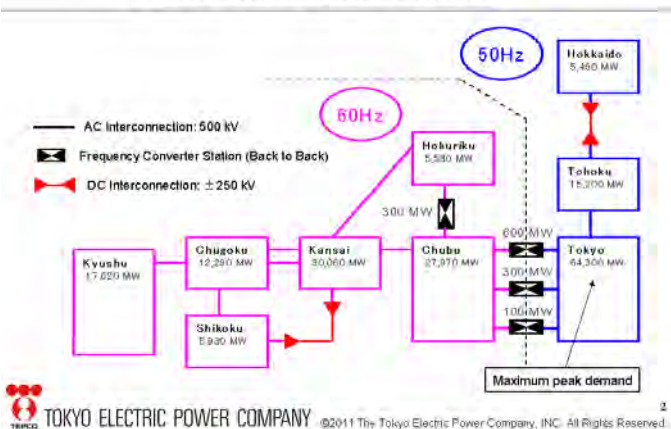 50Hz
Hokkaido
5,460 MW
60Hz
AC Interconnection: 500 kV
Frequency Converter Station (Back to Back)
DC Interconnection: ±250 kV
Hokuriku
5,580 MW
Tohoku
15,200 MW
300 MW
600 MW
Kyushu
17,020 MW
Chugoku
12,290 MW
Kansai
30,060 MW
Chubu
27,970 MW
Tokyo
64,300 MW
300 MW
100 MW
Shikoku
5,930 MW
Maximum peak demand
TEPCO
TOKYO ELECTRIC POWER COMPANY
©2011 The Tokyo Electric Power Company, INC. All Rights Reserved.
2